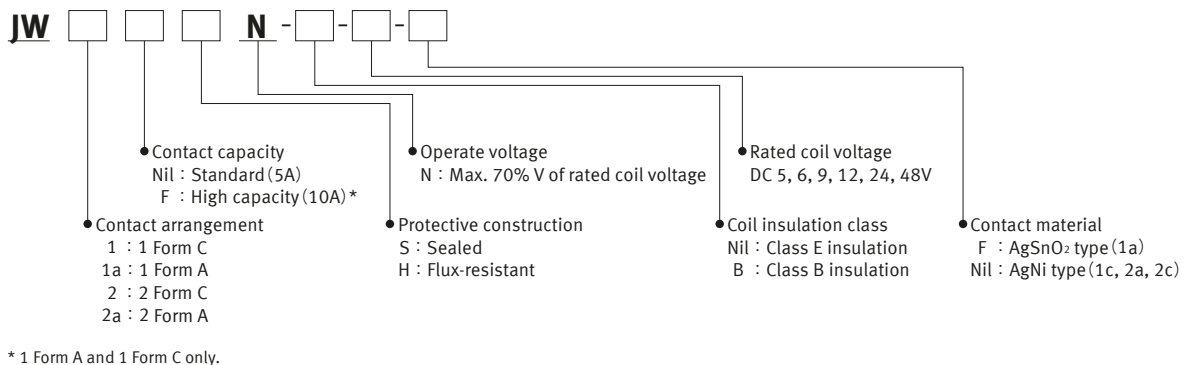 JW N - - -
Contact capacity
Nil : Standard (5A)
F : High capacity (10A) *
Operate voltage
N : Max. 70% V of rated coil voltage
Rated coil voltage
DC 5, 6, 9, 12, 24, 48V
Contact arrangement
1 : 1 Form C
1a : 1 Form A
2 : 2 Form C
2a : 2 Form A
Protective construction
S : Sealed
H : Flux-resistant
Coil insulation class
Nil : Class E insulation
B : Class B insulation
Contact material
F : AgSnO₂ type (1a)
Nil : AgNi type (1c, 2a, 2c)
* 1 Form A and 1 Form C only.